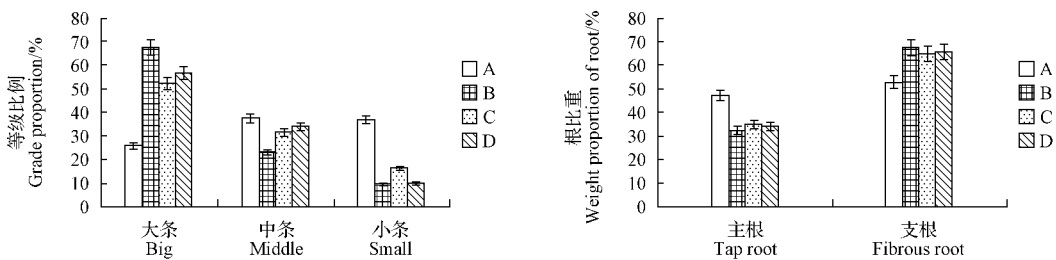 等级比例
Grade proportion/%
80
70
60
50
40
30
20
10
0
大条
Big
中条
Middle
小条
Small
A
B
C
D
根比重
Weight proportion of root/%
80
70
60
50
40
30
20
10
0
主根
Tap root
支根
Fibrous root
A
B
C
D